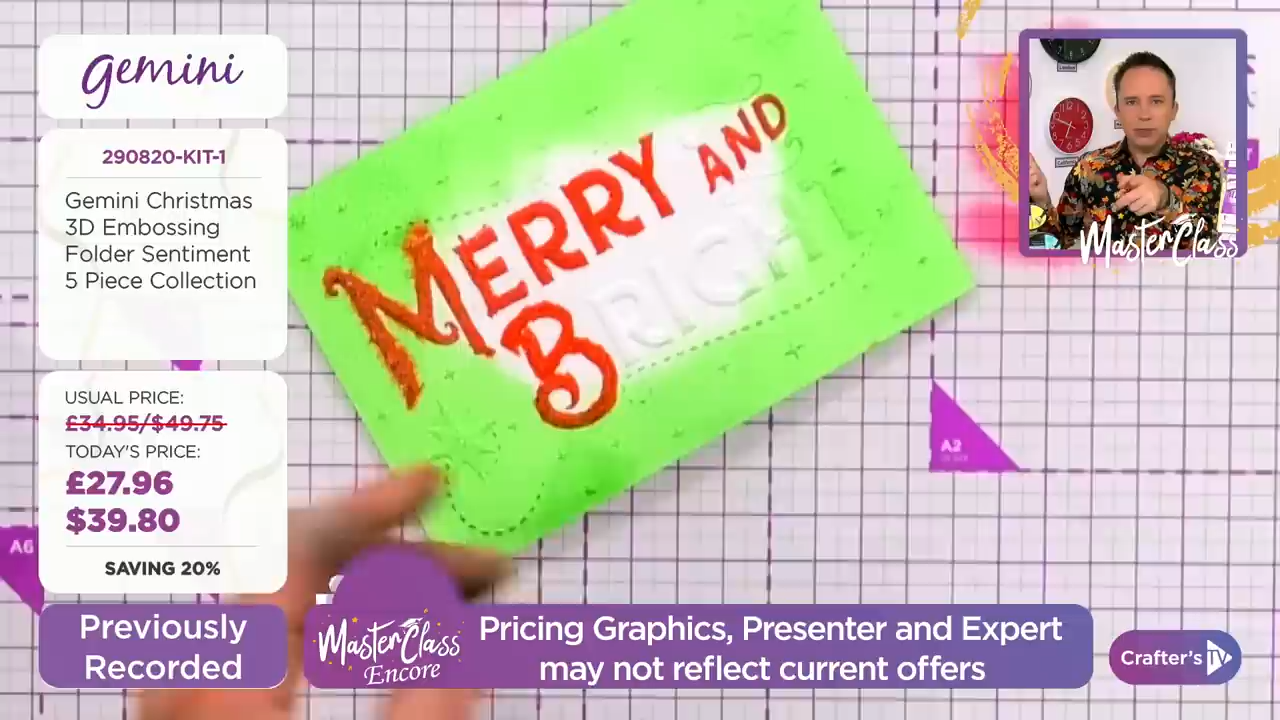 gemini
290820-KIT-1
Gemini Christmas
3D Embossing
Folder Sentiment
5 Piece Collection
USUAL PRICE:
£34.95/$49.75
TODAY'S PRICE:
£27.96
$39.80
SAVING 20%
Previously
Recorded
MERRY AND
BRIGHT
MasterClass
A2
A6
MasterClass
Encore
Pricing Graphics, Presenter and Expert
may not reflect current offers
Crafter's TV